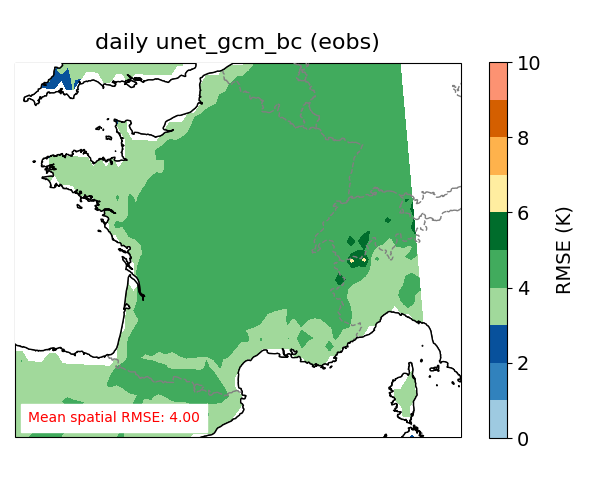 daily unet_gcm_bc (eobs)
10
8
6
4
2
0
RMSE (K)
Mean spatial RMSE: 4.00